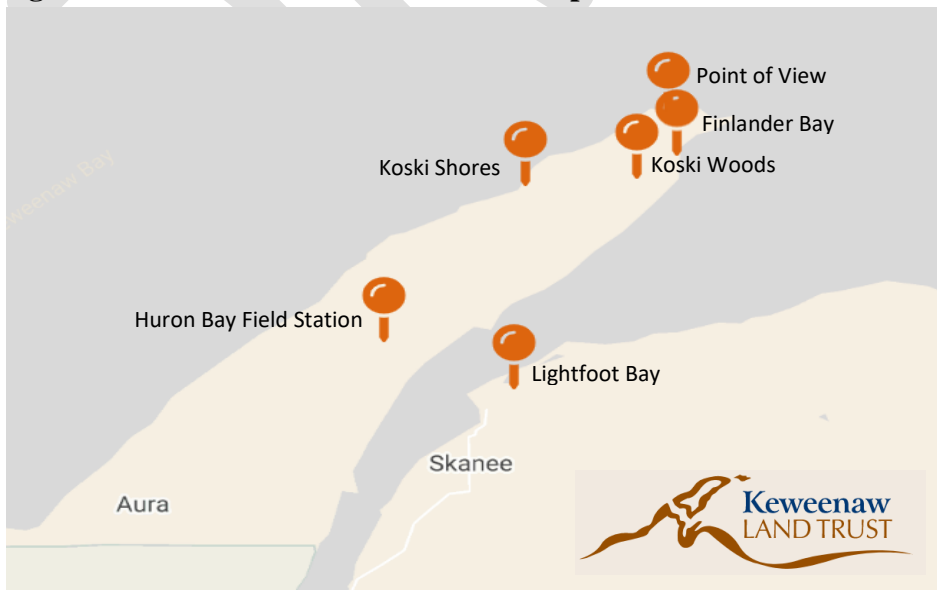 Point of View
Finlander Bay
Koski Shores
Koski Woods
Huron Bay Field Station
Lightfoot Bay
Skanee
Aura
Keweenaw
LAND TRUST